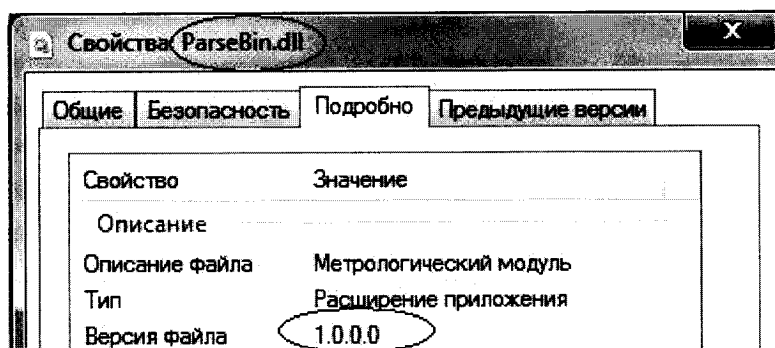 Свойства: ParseBin.dll
X
Общие Безопасность Подробно Предыдущие версии
Свойство Значение
Описание
Описание файла Метрологический модуль
Тип Расширение приложения
Версия файла 1.0.0.0